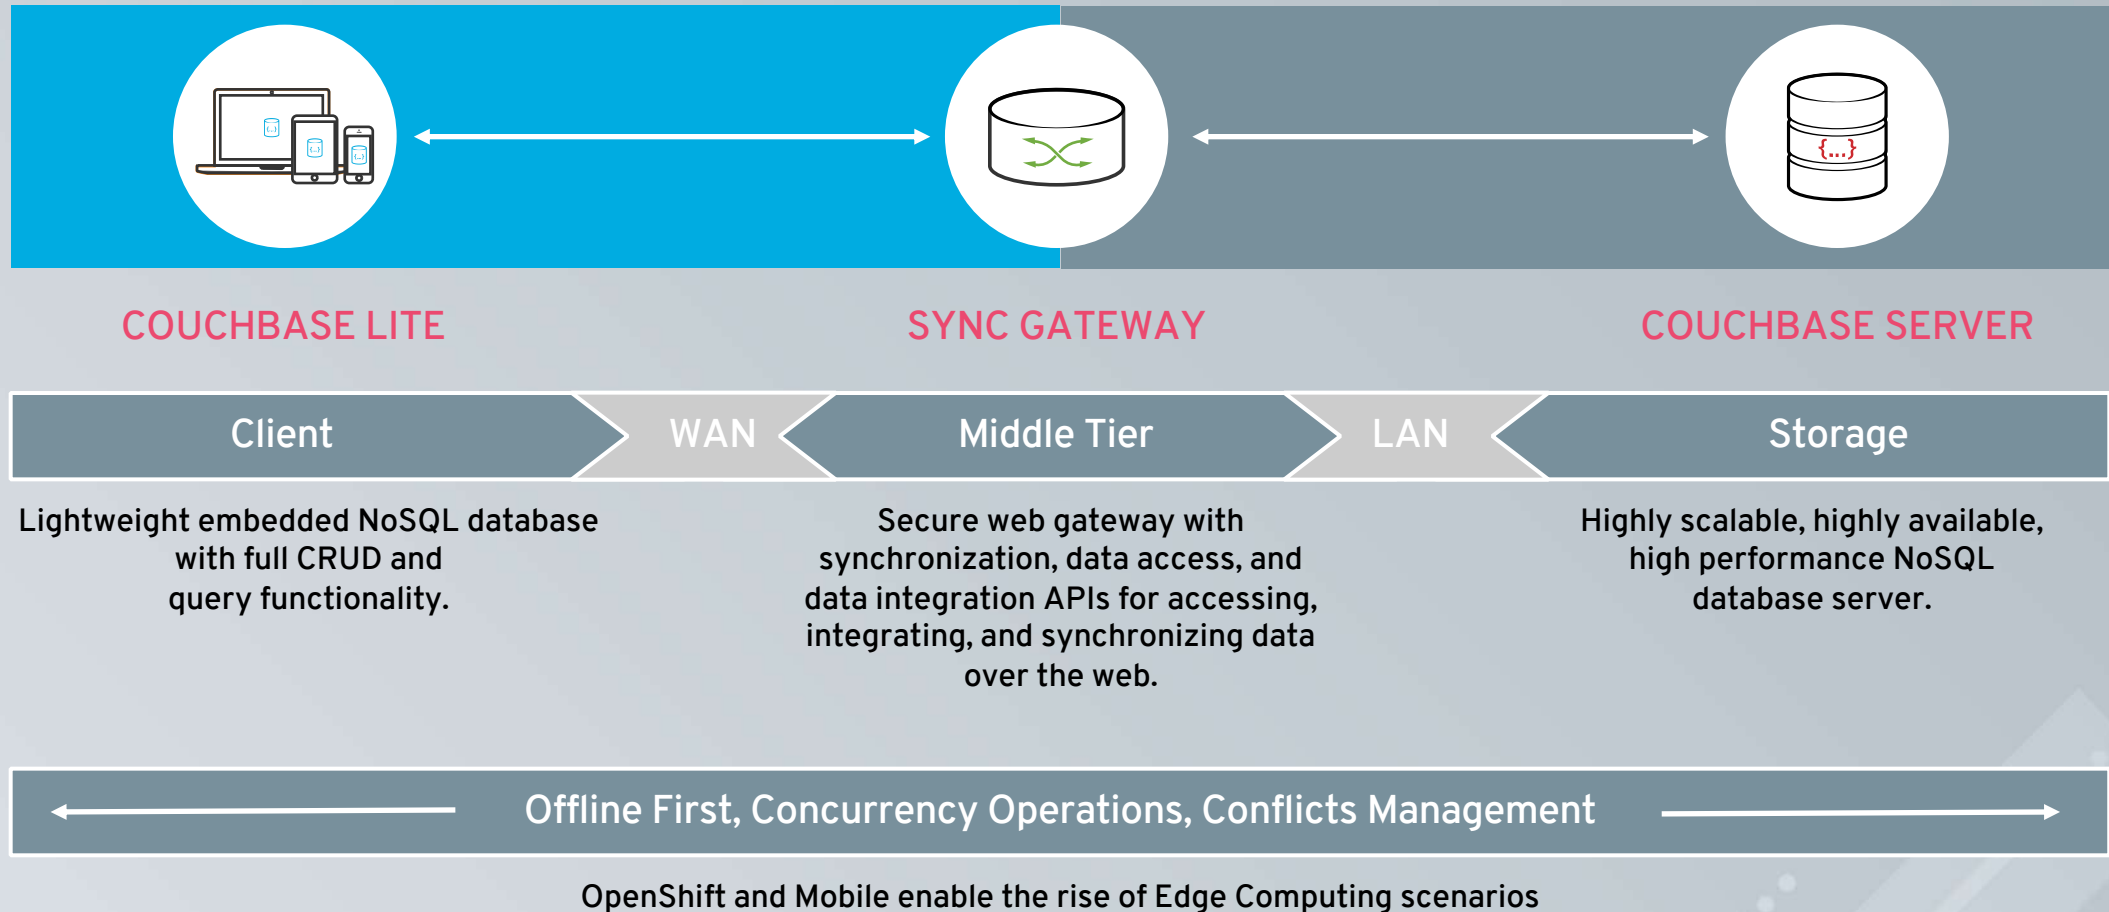 {...}
{...}
{...}
{...}
COUCHBASE LITE
SYNC GATEWAY
COUCHBASE SERVER
Client
WAN
Middle Tier
LAN
Storage
Lightweight embedded NoSQL database
with full CRUD and
query functionality.
Secure web gateway with
synchronization, data access, and
data integration APIs for accessing,
integrating, and synchronizing data
over the web.
Highly scalable, highly available,
high performance NoSQL
database server.
Offline First, Concurrency Operations, Conflicts Management
OpenShift and Mobile enable the rise of Edge Computing scenarios